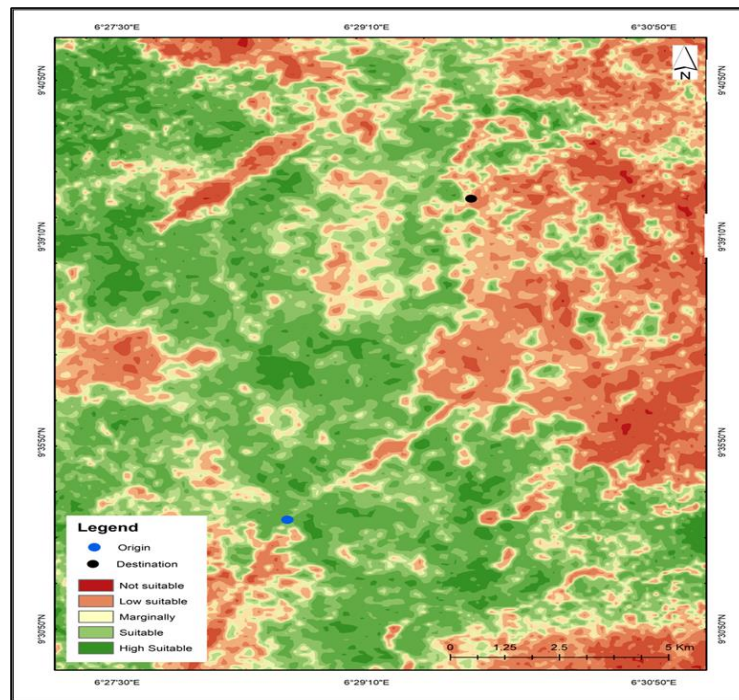 6°27'30"E 6°29'10"E 6°30'50"E
N
Legend
Origin
Destination
Not suitable
Low suitable
Marginally
Suitable
High Suitable
0 1.25 2.5 5 Km
6°27'30"E 6°29'10"E 6°30'50"E